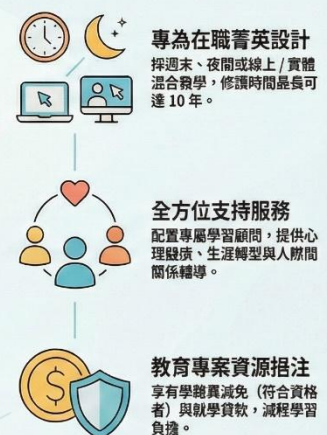 專為在職菁英設計
採週末、夜間或線上 / 實體
混合教學，修讀時間最長可
達 10 年。
全方位支持服務
配置專屬學習顧問，提供心
理、生涯轉型與人際間
關係輔導。
教育專案資源挹注
享有學雜費減免（符合資格
者）與就學貸款，減程學習
負擔。